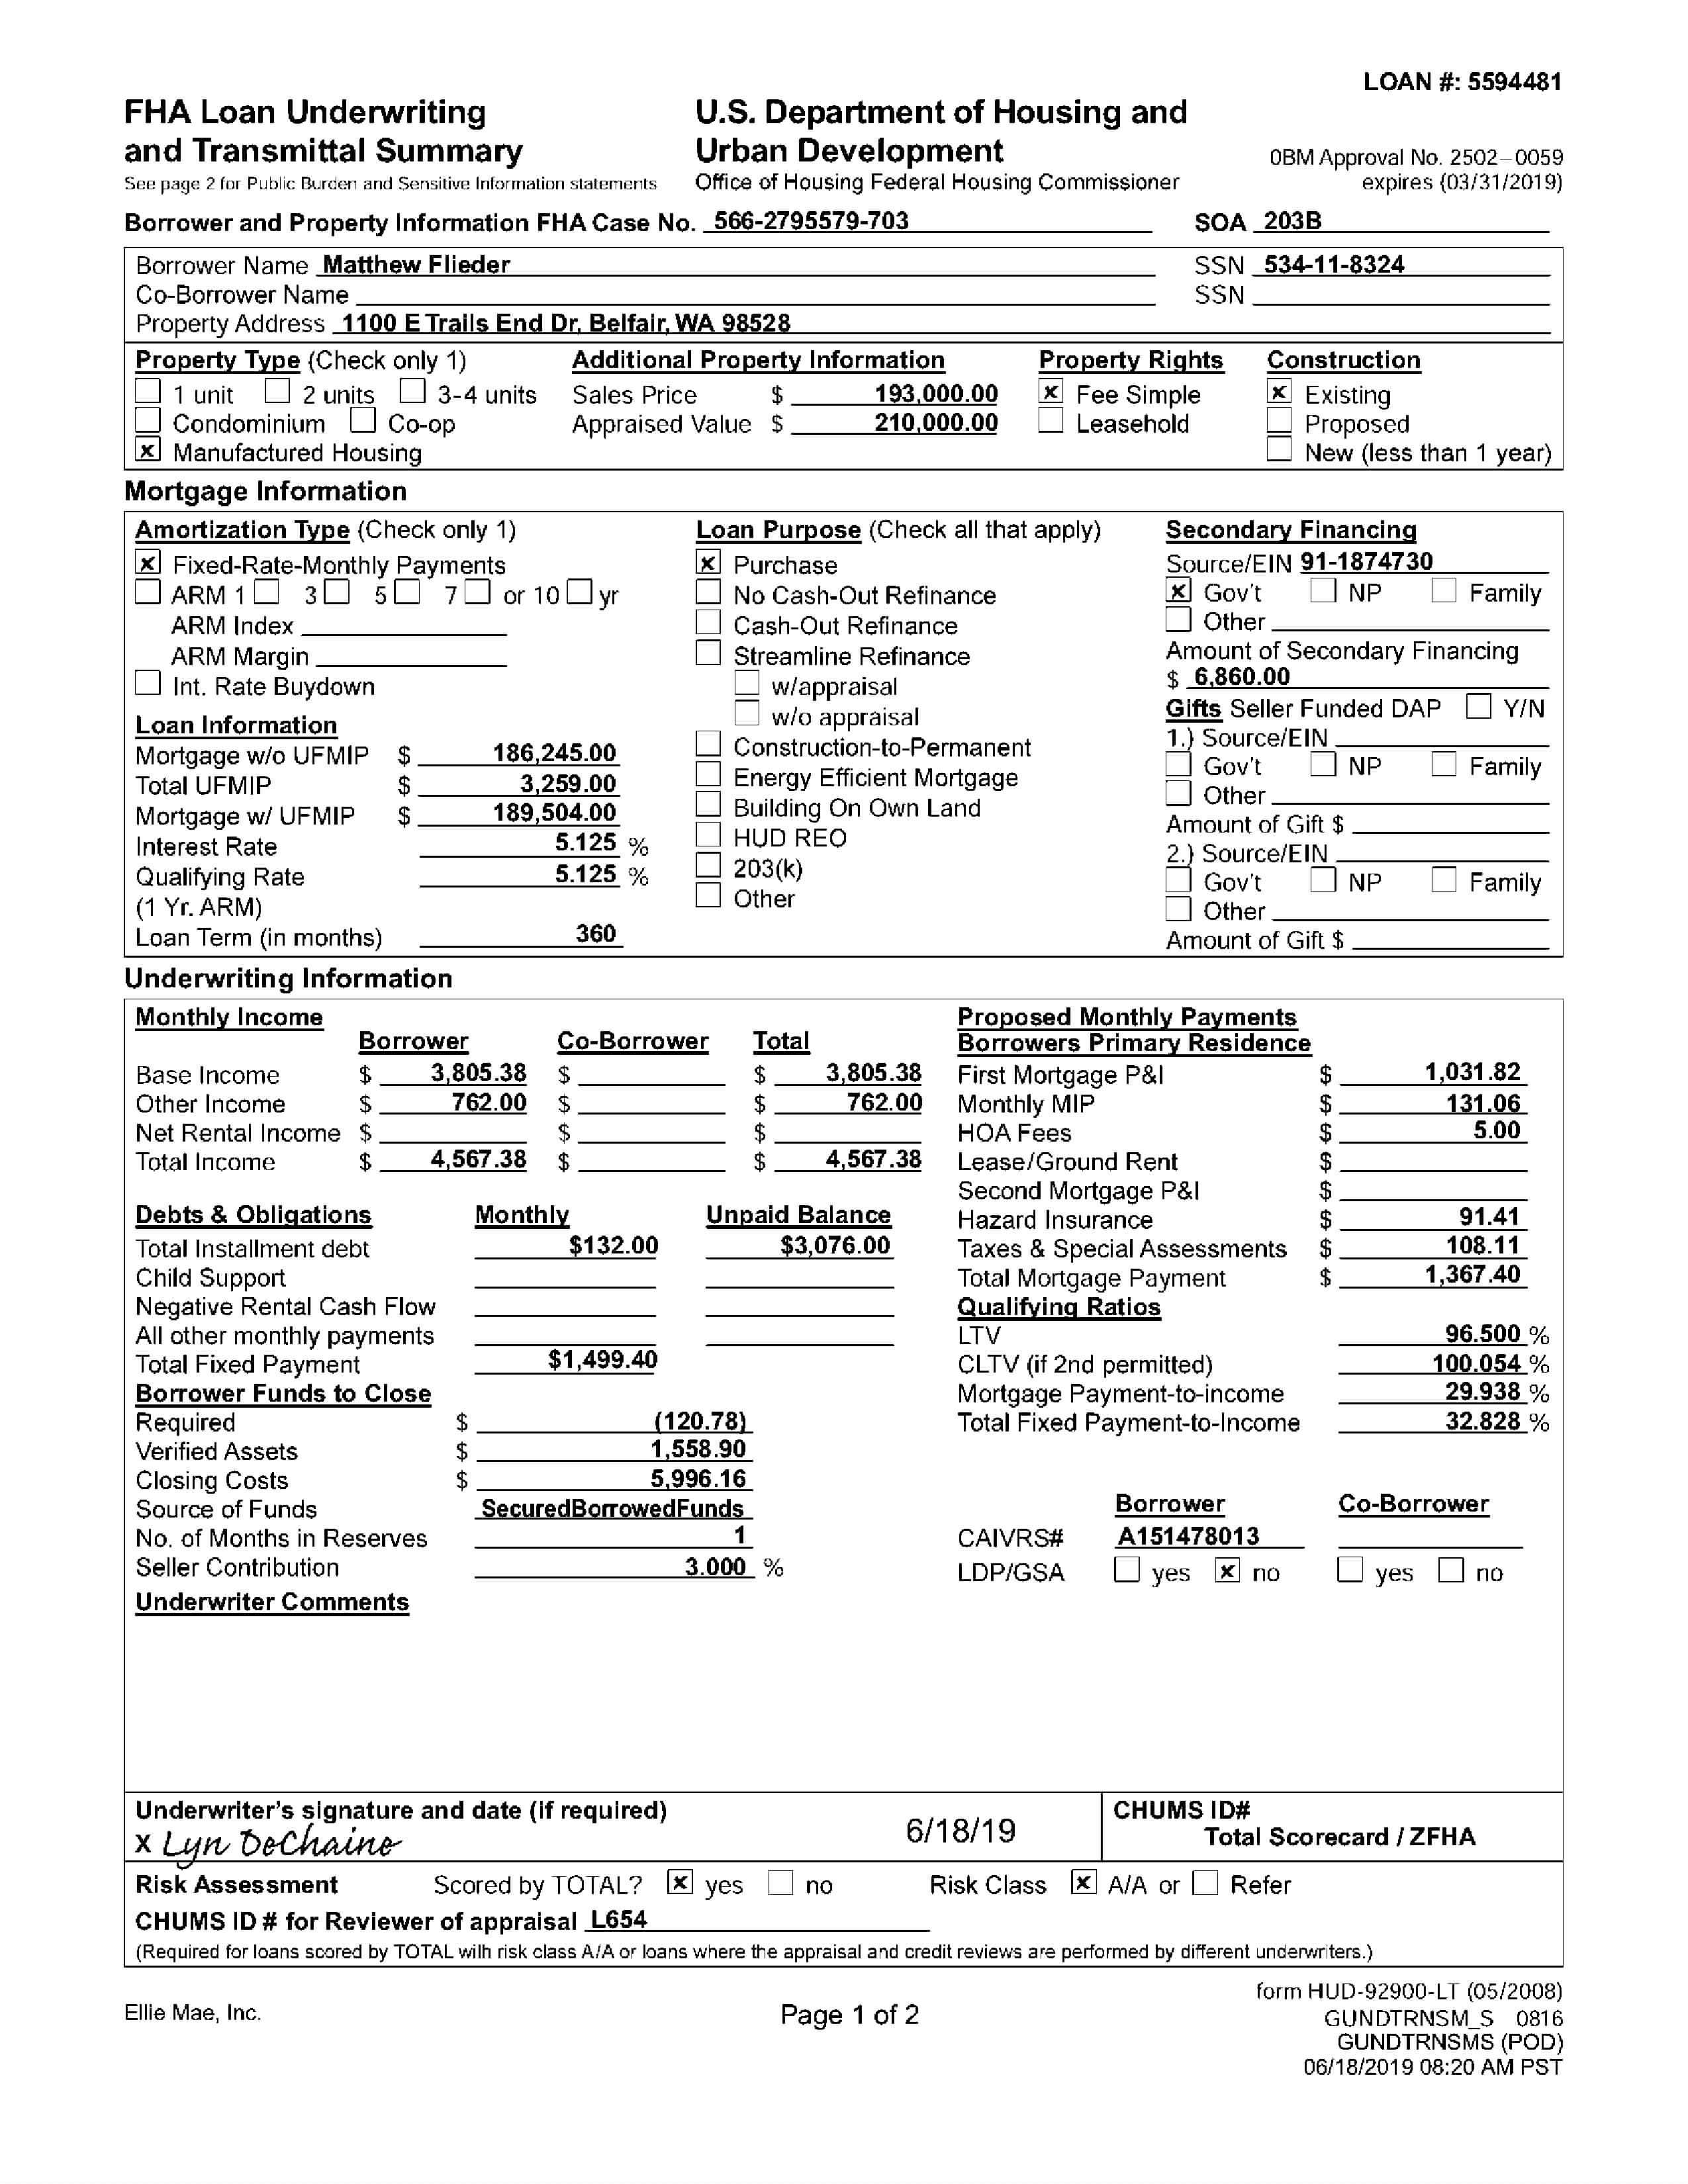 LOAN #: 5594481
FHA Loan Underwriting
and Transmittal Summary
See page 2 for Public Burden and Sensitive Information statements
U.S. Department of Housing and
Urban Development
Office of Housing Federal Housing Commissioner
0BM Approval No. 2502-0059
expires (03/31/2019)
Borrower and Property Information FHA Case No. 566-2795579-703 SOA 203B
Borrower Name Matthew Flieder SSN 534-11-8324
Co-Borrower Name SSN
Property Address 1100 E Trails End Dr, Belfair, WA 98528
Property Type (Check only 1)
1 unit 2 units 3-4 units
Condominium Co-op
x Manufactured Housing
Additional Property Information
Sales Price $ 193,000.00
Appraised Value $ 210,000.00
Property Rights
x Fee Simple
Leasehold
Construction
x Existing
Proposed
New (less than 1 year)
Mortgage Information
Amortization Type (Check only 1)
x Fixed-Rate-Monthly Payments
ARM 1 3 5 7 or 10 yr
ARM Index
ARM Margin
Int. Rate Buydown
Loan Information
Mortgage w/o UFMIP $ 186,245.00
Total UFMIP $ 3,259.00
Mortgage w/ UFMIP $ 189,504.00
Interest Rate 5.125 %
Qualifying Rate 5.125 %
(1 Yr. ARM)
Loan Term (in months) 360
Loan Purpose (Check all that apply)
x Purchase
No Cash-Out Refinance
Cash-Out Refinance
Streamline Refinance
w/appraisal
w/o appraisal
Construction-to-Permanent
Energy Efficient Mortgage
Building On Own Land
HUD REO
203(k)
Other
Secondary Financing
Source/EIN 91-1874730
x Gov't NP Family
Other
Amount of Secondary Financing
$ 6,860.00
Gifts Seller Funded DAP Y/N
1.) Source/EIN
Gov't NP Family
Other
Amount of Gift $
2.) Source/EIN
Gov't NP Family
Other
Amount of Gift $
Underwriting Information
Monthly Income
Borrower Co-Borrower Total
Base Income $ 3,805.38 $ $ 3,805.38
Other Income $ 762.00 $ $ 762.00
Net Rental Income $ $ $
Total Income $ 4,567.38 $ $ 4,567.38
Debts & Obligations Monthly Unpaid Balance
Total Installment debt $132.00 $3,076.00
Child Support
Negative Rental Cash Flow
All other monthly payments
Total Fixed Payment $1,499.40
Borrower Funds to Close
Required $ (120.78)
Verified Assets $ 1,558.90
Closing Costs $ 5,996.16
Source of Funds SecuredBorrowedFunds
No. of Months in Reserves 1
Seller Contribution 3.000 %
Underwriter Comments
Proposed Monthly Payments
Borrowers Primary Residence
First Mortgage P&I $ 1,031.82
Monthly MIP $ 131.06
HOA Fees $ 5.00
Lease/Ground Rent $
Second Mortgage P&I $
Hazard Insurance $ 91.41
Taxes & Special Assessments $ 108.11
Total Mortgage Payment $ 1,367.40
Qualifying Ratios
LTV 96.500 %
CLTV (if 2nd permitted) 100.054 %
Mortgage Payment-to-income 29.938 %
Total Fixed Payment-to-Income 32.828 %
Borrower Co-Borrower
CAIVRS# A151478013
LDP/GSA yes x no yes no
Underwriter's signature and date (if required)
x Lyn DeChaine 6/18/19
CHUMS ID#
Total Scorecard / ZFHA
Risk Assessment Scored by TOTAL? x yes no Risk Class x A/A or Refer
CHUMS ID # for Reviewer of appraisal L654
(Required for loans scored by TOTAL wilh risk class A/A or loans where the appraisal and credit reviews are performed by different underwriters.)
Ellie Mae, Inc.
Page 1 of 2
form HUD-92900-LT (05/2008)
GUNDTRNSM_S 0816
GUNDTRNSMS (POD)
06/18/2019 08:20 AM PST